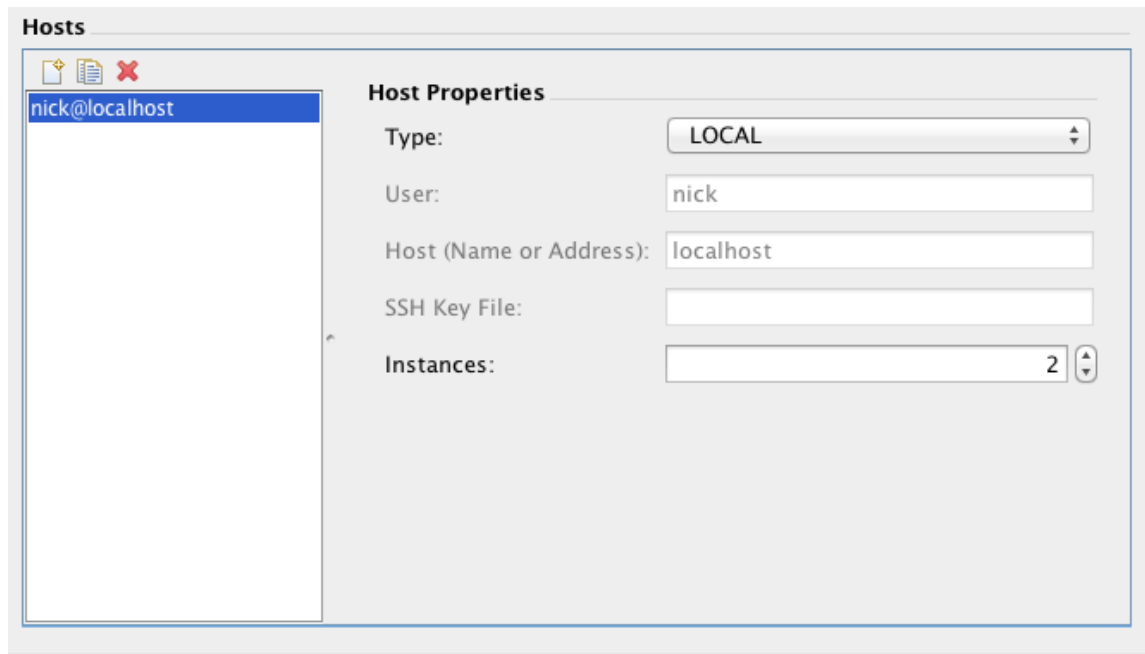 Hosts
nick@localhost
Host Properties
Type: LOCAL
User: nick
Host (Name or Address): localhost
SSH Key File:
Instances: 2